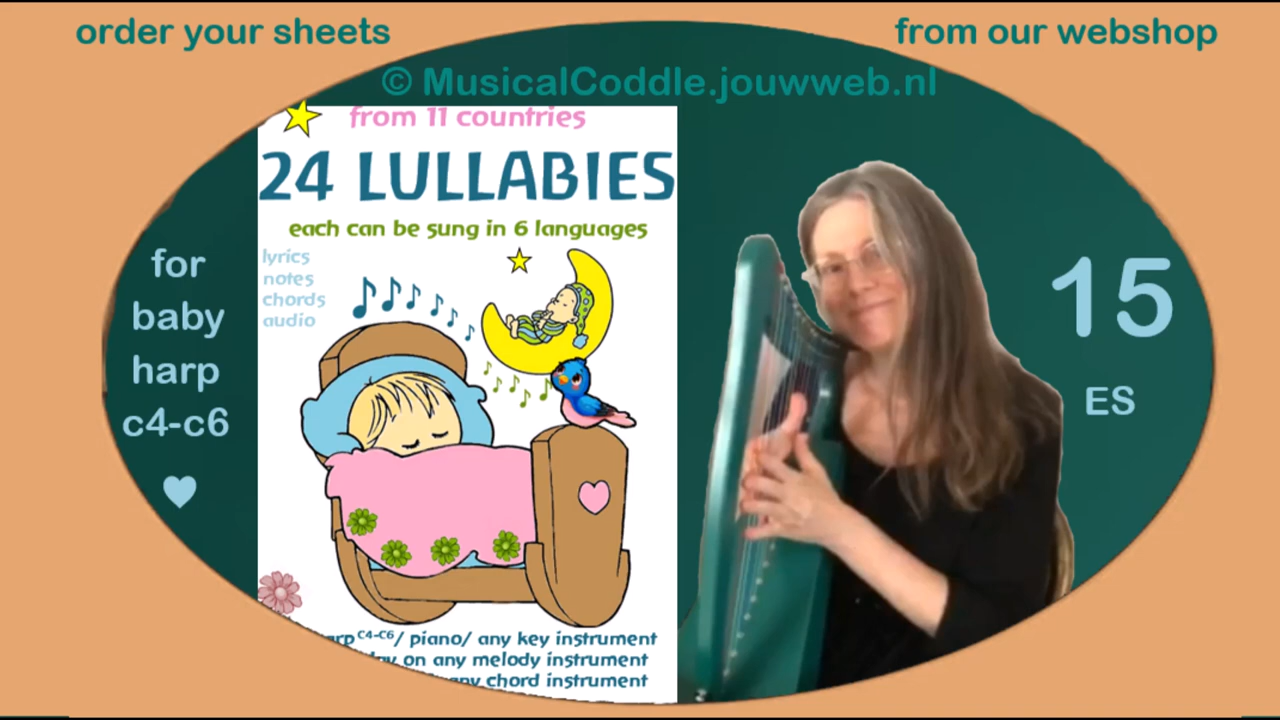 order your sheets
from our webshop
© MusicalCoddle.jouwweb.nl
from 11 countries
24 LULLABIES
each can be sung in 6 languages
lyrics
notes
chords
audio
for
baby
harp
c4-c6
15
ES
C4-C6/ piano/ any key instrument
on any melody instrument
chord instrument